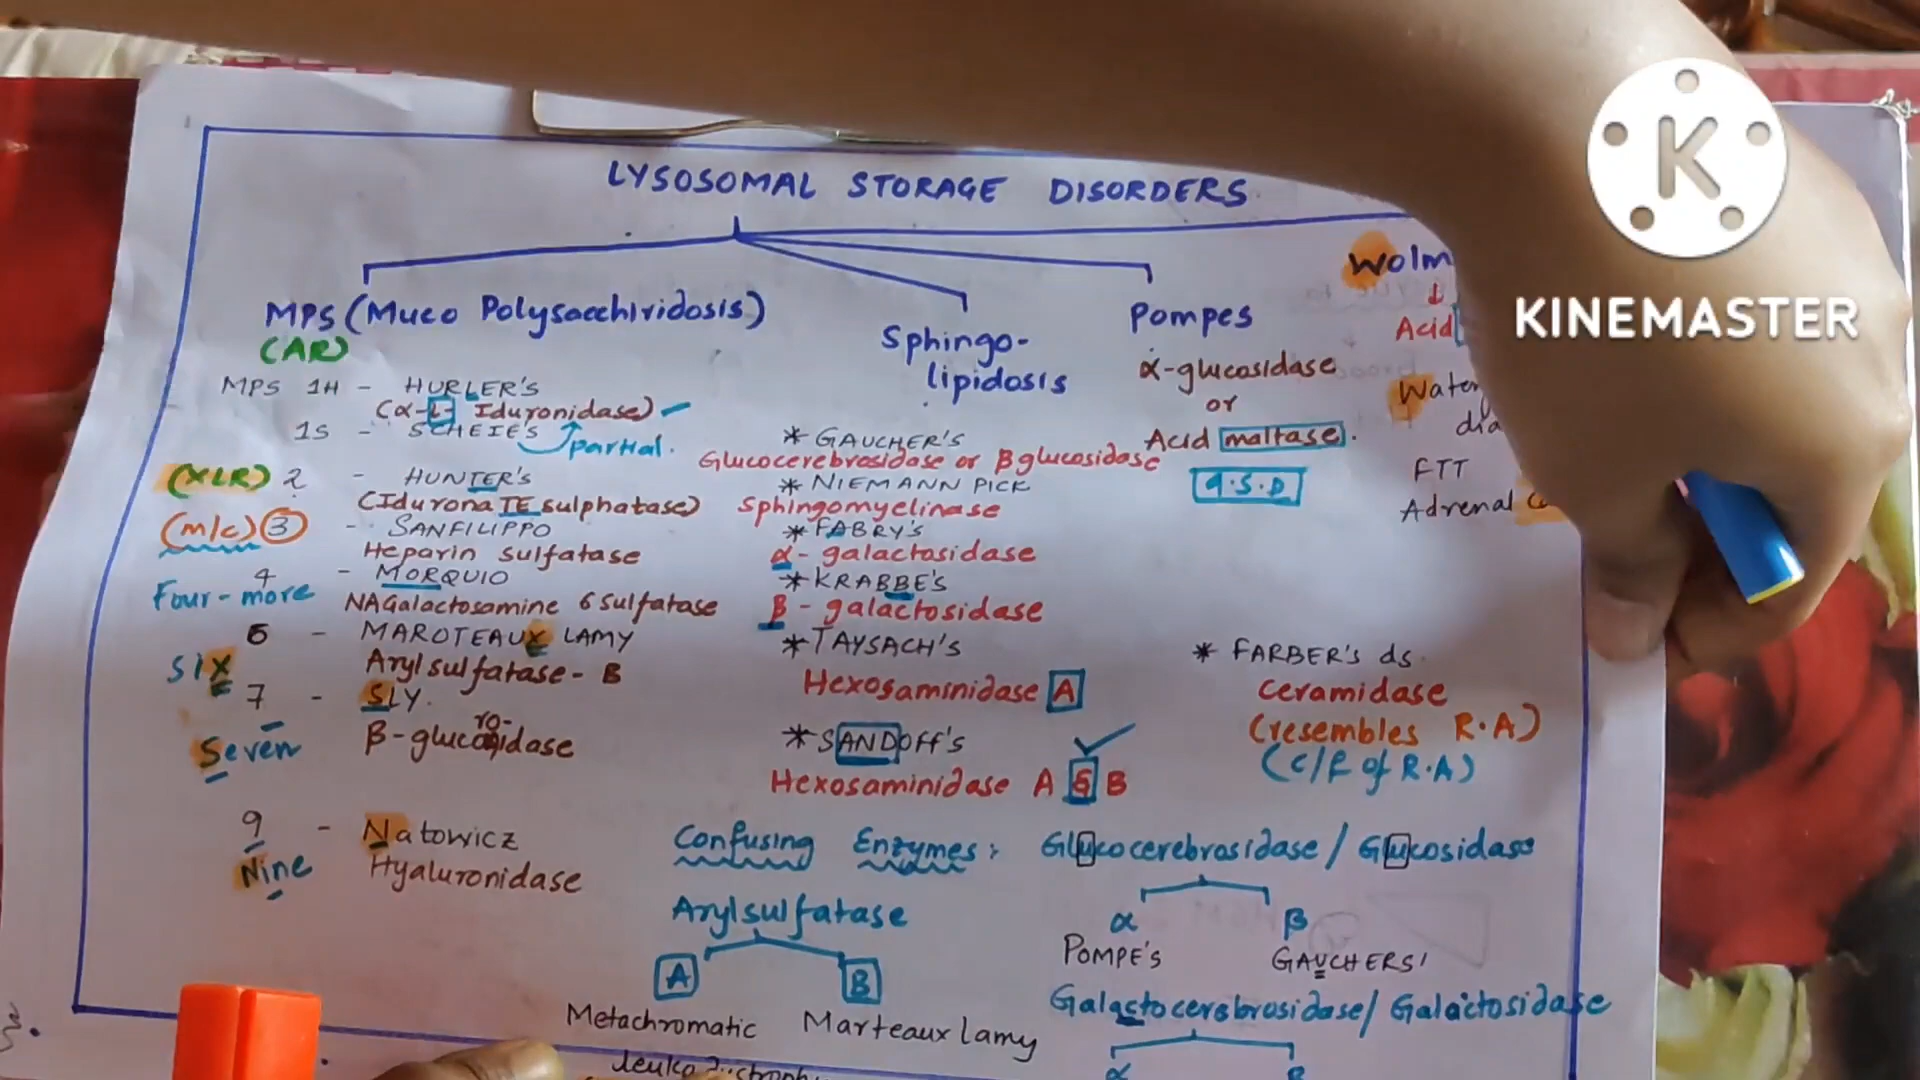 LYSOSOMAL STORAGE DISORDERS
MPS (Muco Polysacchiridosis)
(AR)
MPS 1H - HURLER'S
(α-L- Iduronidase)
1S - SCHEIE'S
partial.
(XLR) 2 - HUNTER'S
(IduronaTE sulphatase)
(m/c) 3 - SANFILIPPO
Heparin sulfatase
4 - MORQUIO
Four-more
NAGalactosamine 6 sulfatase
6 - MAROTEAUX LAMY
SIX
Arylsulfatase-B
7 - SLY.
Seven
β-glucoronidase
9 - Natowicz
Nine
Hyaluronidase
Sphingo-
lipidosis
* GAUCHER'S
Glucocerebrosidase or β glucosidase
* NIEMANN PICK
Sphingomyelinase
* FABRY'S
α- galactosidase
* KRABBE'S
β- galactosidase
* TAYSACH'S
Hexosaminidase A
* SANDOFF'S
Hexosaminidase A & B
Pompes
α-glucosidase
or
Acid maltase.
G.S.D
Wolm
Acid
Water
dia
FTT
Adrenal
* FARBER'S ds.
Ceramidase
(resembles R.A)
(C/F of R.A)
Confusing Enzymes:
Arylsulfatase
A B
Metachromatic
leuko
Marteaux lamy
Glucocerebrosidase/ Glucosidase
α β
POMPE'S GAUCHERS'
Galactocerebrosidase/ Galactosidase
α β
KINEMASTER